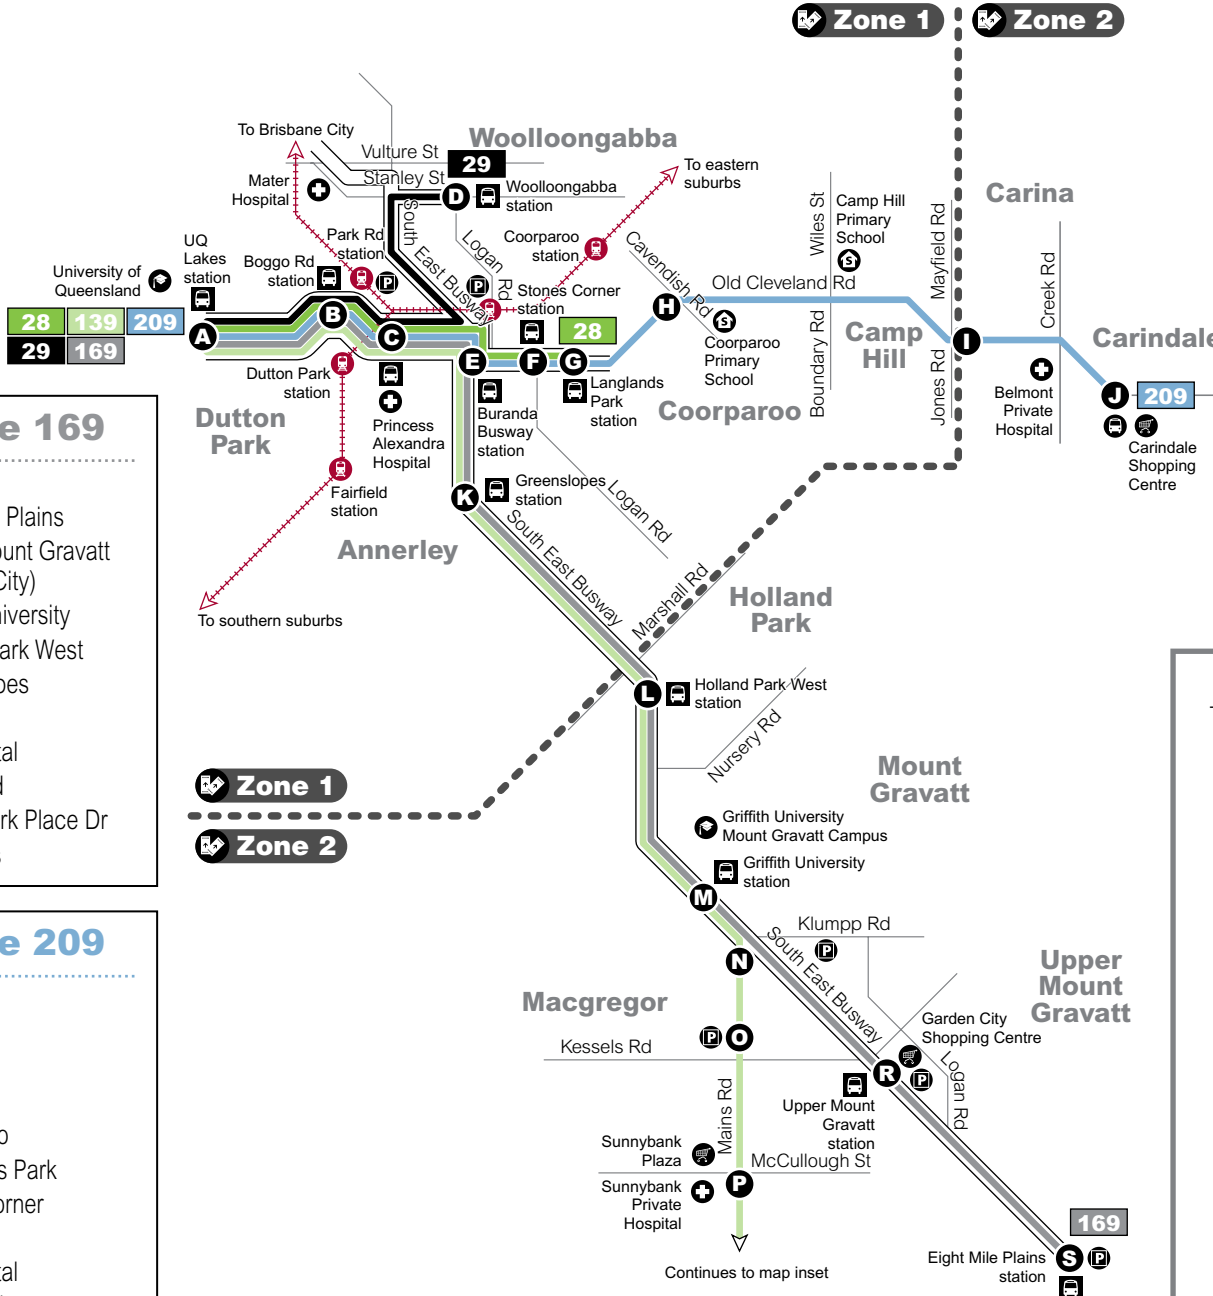 Zone 1
Zone 2
To Brisbane City
Woolloongabba
Vulture St
29
To eastern
suburbs
Stanley St
D
Woolloongabba
station
Mater
Hospital
South
East Busway
Logan
Rd
Coorparoo
station
Wiles St
Camp Hill
Primary
School
Mayfield Rd
Carina
UQ
Lakes
station
Park Rd
station
Boggo Rd
station
P
P
Cavendish Rd
Creek Rd
University of
Queensland
Stones Corner
station
Old Cleveland Rd
28
139
209
29
169
A
B
C
28
H
Coorparoo
Primary
School
Boundary Rd
Camp
Hill
Jones Rd
I
Carindale
E
F
G
Dutton Park
station
Langlands
Park
station
Coorparoo
Belmont
Private
Hospital
J
209
Carindale
Shopping
Centre
Dutton
Park
Princess
Alexandra
Hospital
Buranda
Busway
station
e 169
Fairfield
station
K
Greenslopes
station
Logan Rd
Plains
ount Gravatt
City)
niversity
ark West
pes
tal
d
rk Place Dr
s
Annerley
South East Busway
Marshall Rd
Holland
Park
To southern suburbs
L
Holland Park West
station
Nursery Rd
Zone 1
Zone 2
Mount
Gravatt
Griffith University
Mount Gravatt Campus
Griffith University
station
M
e 209
o
s Park
orner
tal
Klumpp Rd
P
South East Busway
N
Upper
Mount
Gravatt
Macgregor
Garden City
Shopping Centre
P
O
Kessels Rd
R
P
Logan Rd
Mains Rd
Upper Mount
Gravatt
station
Sunnybank
Plaza
McCullough St
Sunnybank
Private
Hospital
P
169
Eight Mile Plains
station
S
P
Continues to map inset